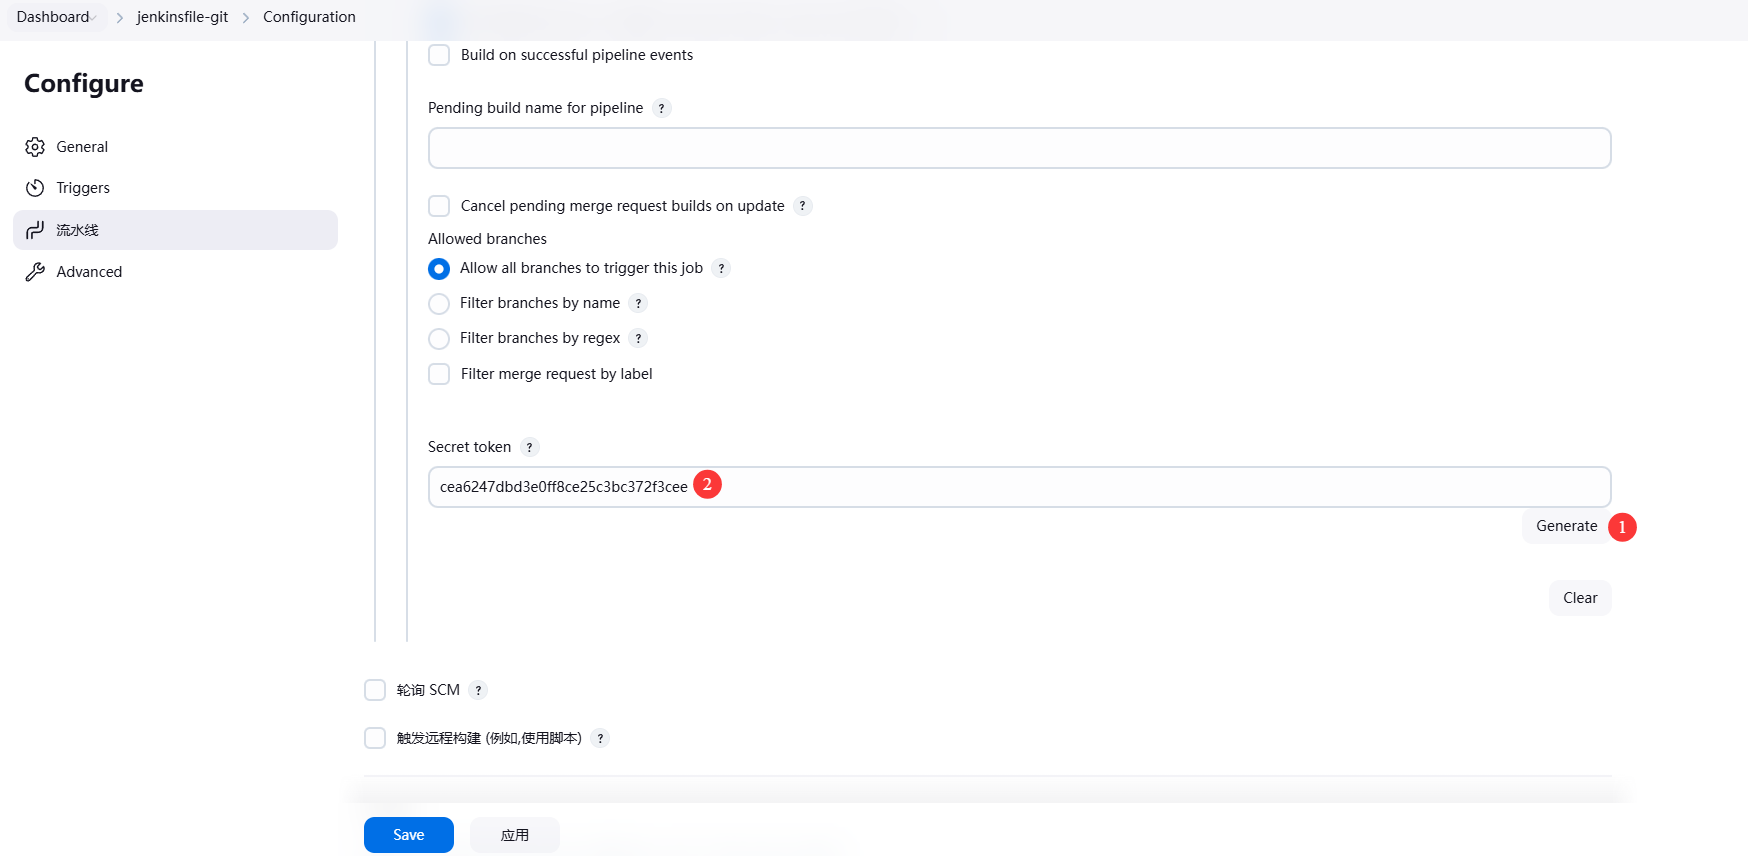 Dashboard > jenkinsfile-git > Configuration
Configure
General
Triggers
流水线
Advanced
Build on successful pipeline events
Pending build name for pipeline ?
Cancel pending merge request builds on update ?
Allowed branches
Allow all branches to trigger this job ?
Filter branches by name ?
Filter branches by regex ?
Filter merge request by label
Secret token ?
cea6247dbd3e0ff8ce25c3bc372f3cee 2
Generate 1
Clear
轮询 SCM ?
触发远程构建 (例如,使用脚本) ?
Save 应用